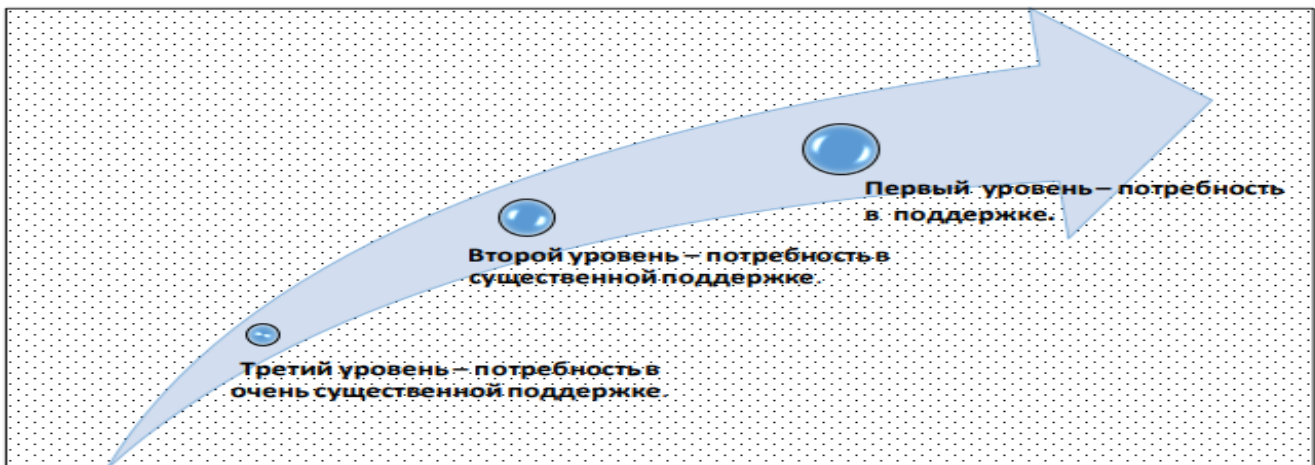 Первый уровень – потребность
в поддержке.
Второй уровень – потребность в
существенной поддержке.
Третий уровень – потребность в
очень существенной поддержке.